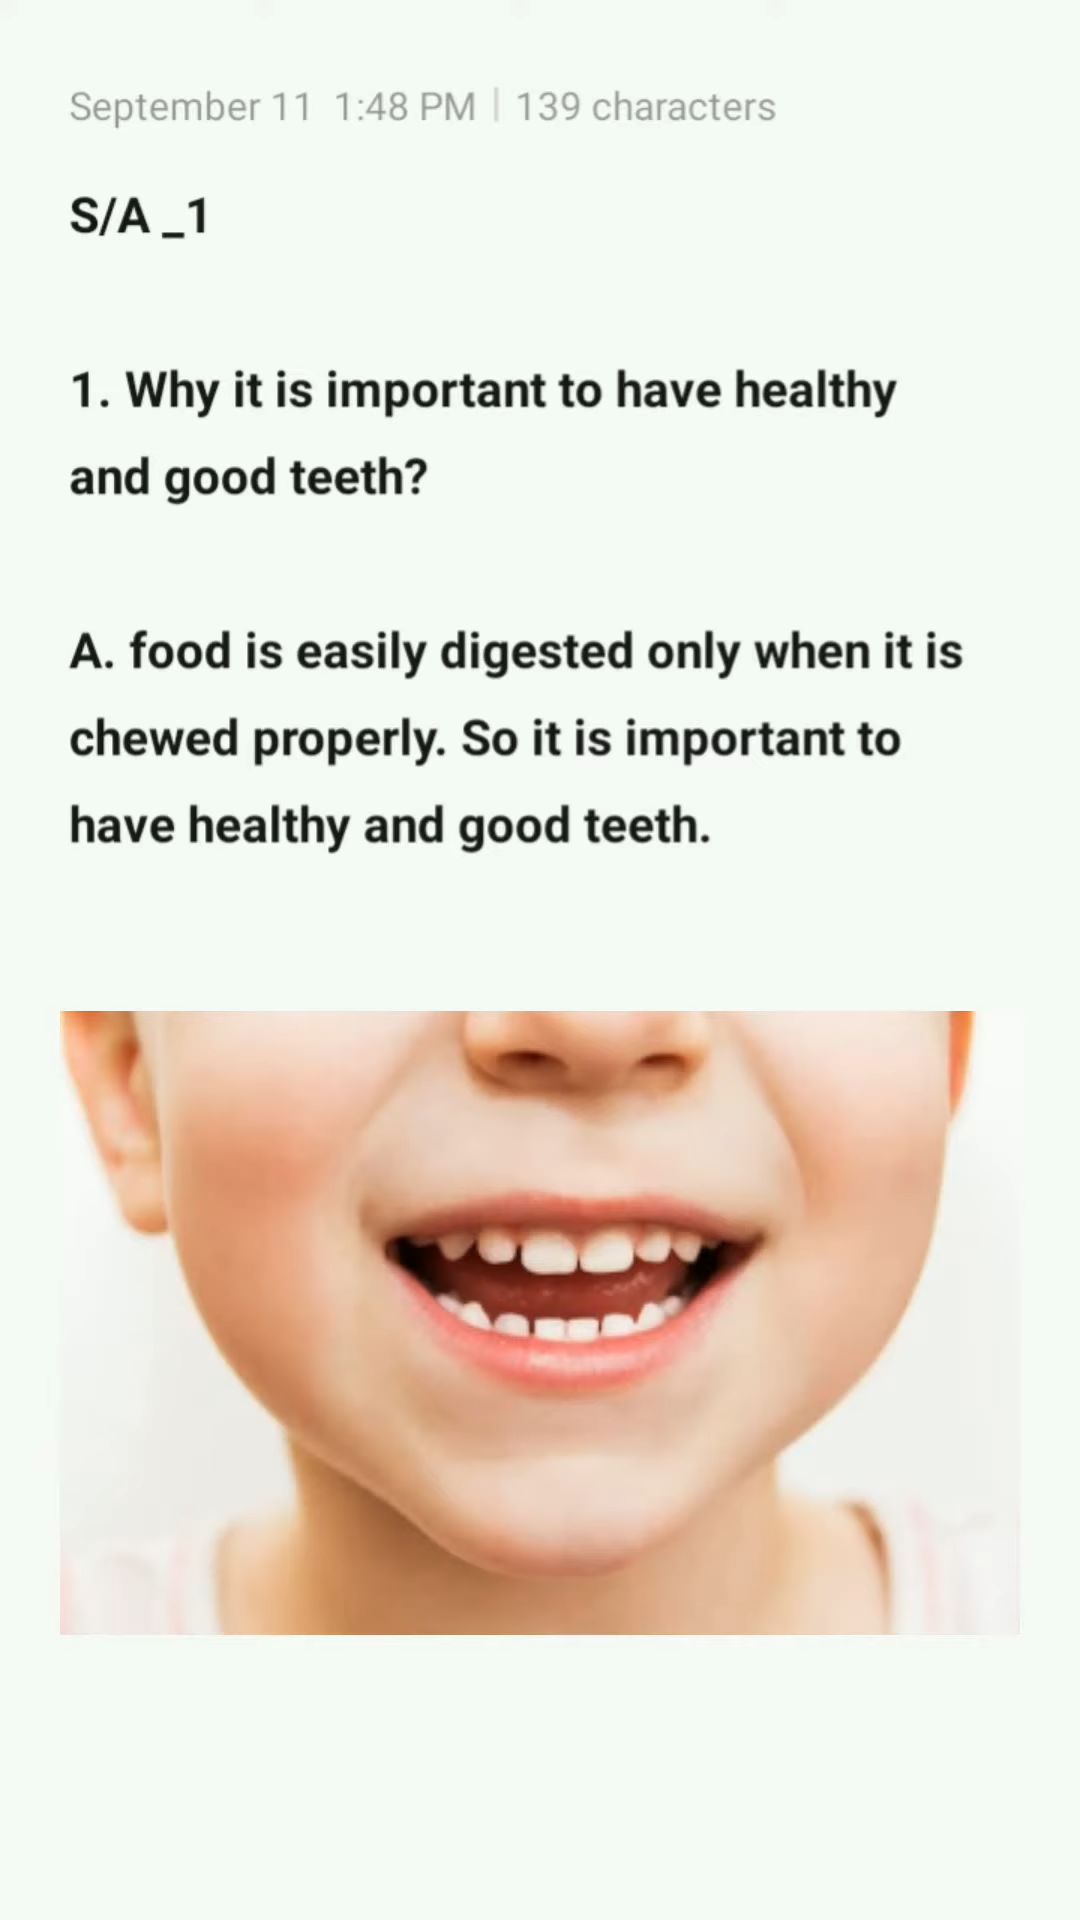 September 11 1:48 PM | 139 characters
S/A _1
1. Why it is important to have healthy
and good teeth?
A. food is easily digested only when it is
chewed properly. So it is important to
have healthy and good teeth.